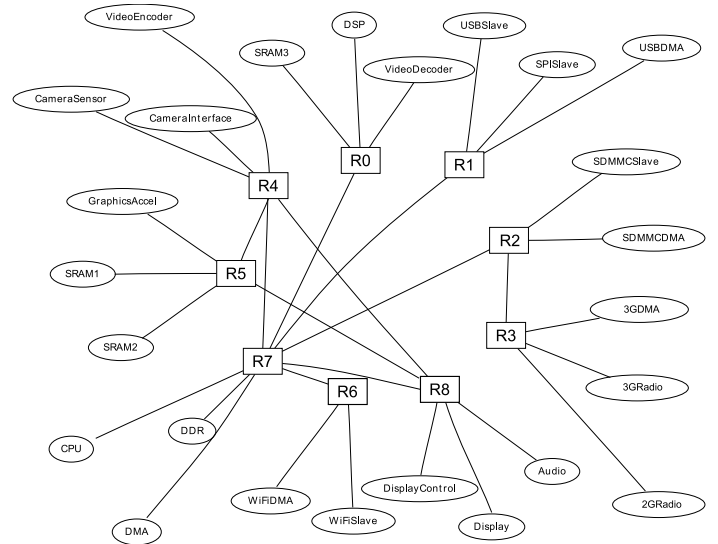 VideoEncoder
DSP
USBSlave
SRAM3
USBDMA
VideoDecoder
SPISlave
CameraSensor
CameraInterface
R0
R1
SDMMCSlave
R4
GraphicsAccel
R2
SDMMCDMA
R5
SRAM1
3GDMA
R3
SRAM2
R7
R6
R8
3GRadio
DDR
CPU
Audio
DisplayControl
WiFiDMA
2GRadio
WiFiSlave
Display
DMA